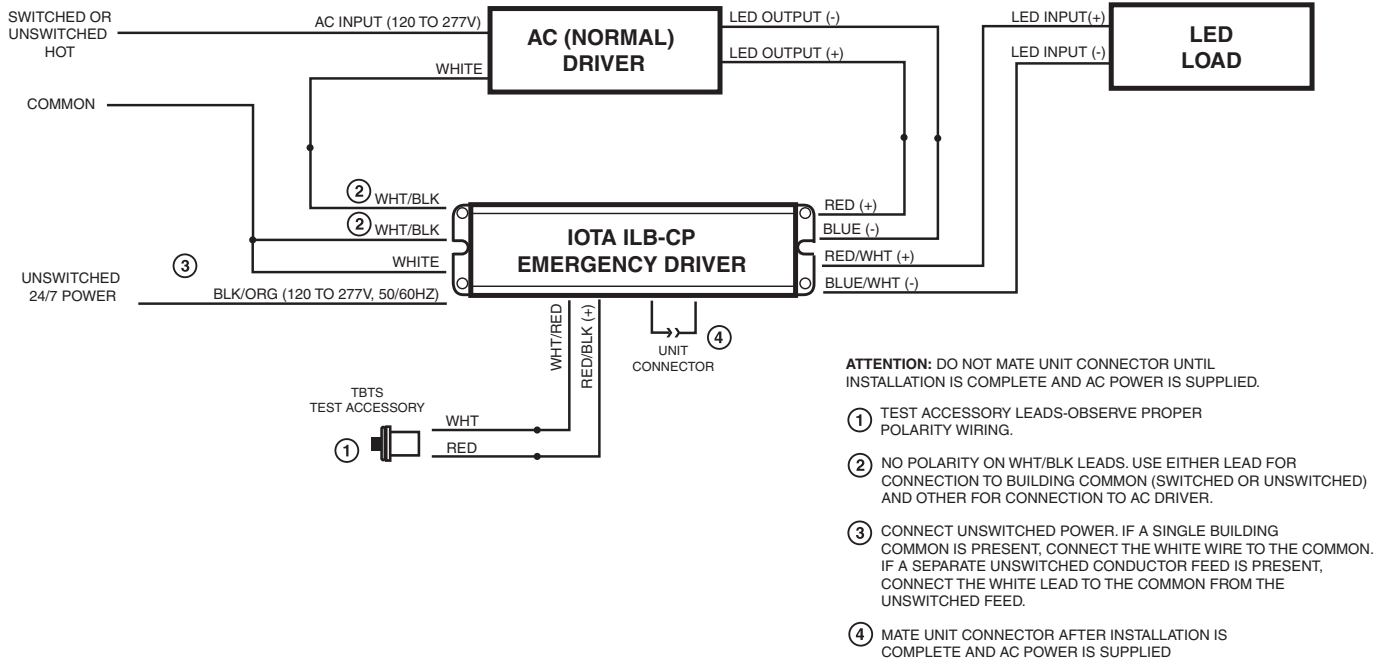 SWITCHED OR
UNSWITCHED
HOT
AC INPUT (120 TO 277V)
AC (NORMAL)
DRIVER
LED OUTPUT (-)
LED OUTPUT (+)
LED INPUT(+)
LED INPUT (-)
LED
LOAD
WHITE
COMMON
2 WHT/BLK
2 WHT/BLK
WHITE
3
UNSWITCHED
24/7 POWER
BLK/ORG (120 TO 277V, 50/60HZ)
IOTA ILB-CP
EMERGENCY DRIVER
RED (+)
BLUE (-)
RED/WHT (+)
BLUE/WHT (-)
WHT/RED
RED/BLK (+)
4
UNIT
CONNECTOR
TBTS
TEST ACCESSORY
1
WHT
RED
ATTENTION: DO NOT MATE UNIT CONNECTOR UNTIL
INSTALLATION IS COMPLETE AND AC POWER IS SUPPLIED.
1 TEST ACCESSORY LEADS-OBSERVE PROPER
POLARITY WIRING.
2 NO POLARITY ON WHT/BLK LEADS. USE EITHER LEAD FOR
CONNECTION TO BUILDING COMMON (SWITCHED OR UNSWITCHED)
AND OTHER FOR CONNECTION TO AC DRIVER.
3 CONNECT UNSWITCHED POWER. IF A SINGLE BUILDING
COMMON IS PRESENT, CONNECT THE WHITE WIRE TO THE COMMON.
IF A SEPARATE UNSWITCHED CONDUCTOR FEED IS PRESENT,
CONNECT THE WHITE LEAD TO THE COMMON FROM THE
UNSWITCHED FEED.
4 MATE UNIT CONNECTOR AFTER INSTALLATION IS
COMPLETE AND AC POWER IS SUPPLIED